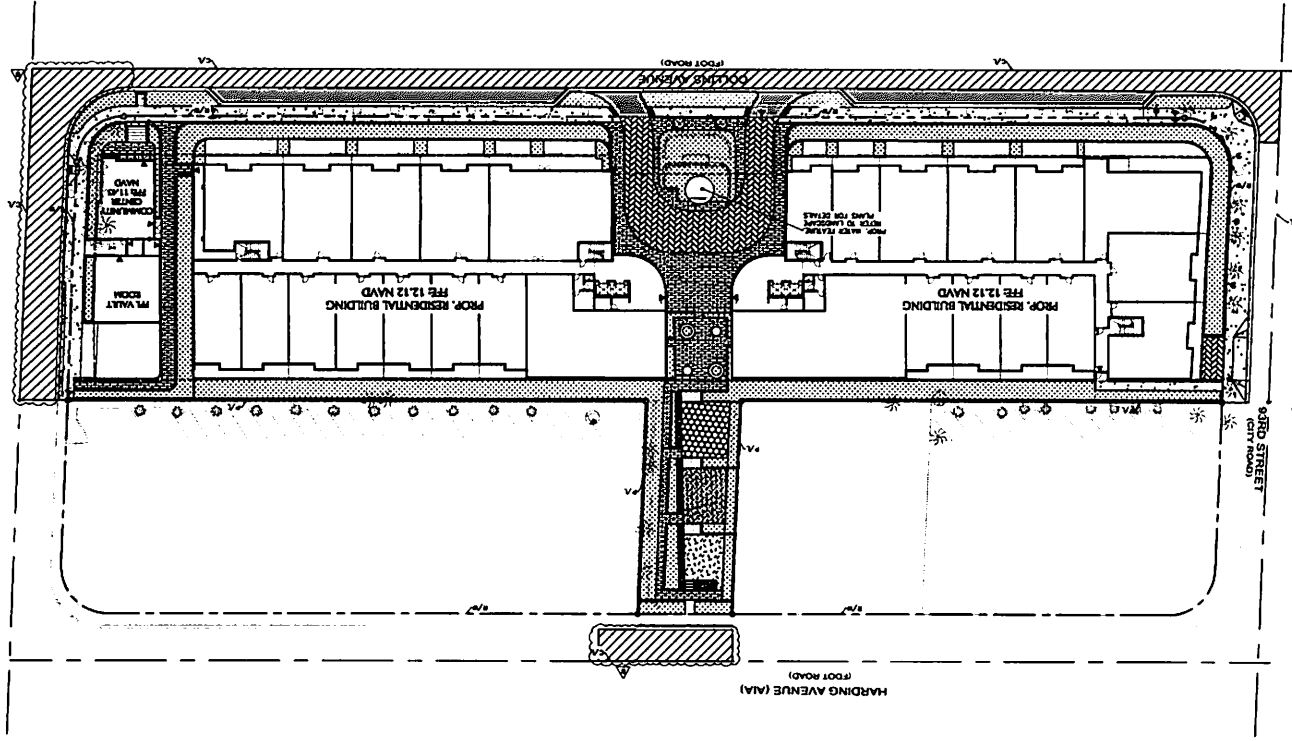 HARDING AVENUE (A1A)
(FDOT ROAD)
93RD STREET
(CITY ROAD)
R/W
R/W
PROP. RESIDENTIAL BUILDING
FFE: 12.12 NAVD
PROP. RESIDENTIAL BUILDING
FFE: 12.12 NAVD
FPL VAULT
ROOM
PROP. WATER FEATURE
REFER TO LANDSCAPE
PLANS FOR DETAILS
COMMUNITY
CENTER
FFE: 11.43
NAVD
COLLINS AVENUE
(FDOT ROAD)